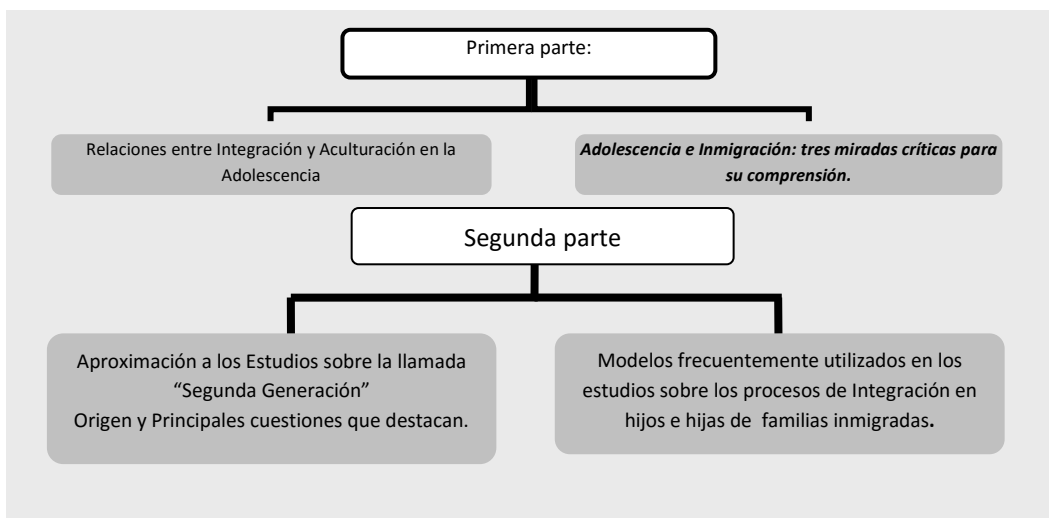 Primera parte:
Relaciones entre Integración y Aculturación en la
Adolescencia
Adolescencia e Inmigración: tres miradas críticas para
su comprensión.
Segunda parte
Aproximación a los Estudios sobre la llamada
“Segunda Generación”
Origen y Principales cuestiones que destacan.
Modelos frecuentemente utilizados en los
estudios sobre los procesos de Integración en
hijos e hijas de familias inmigradas.